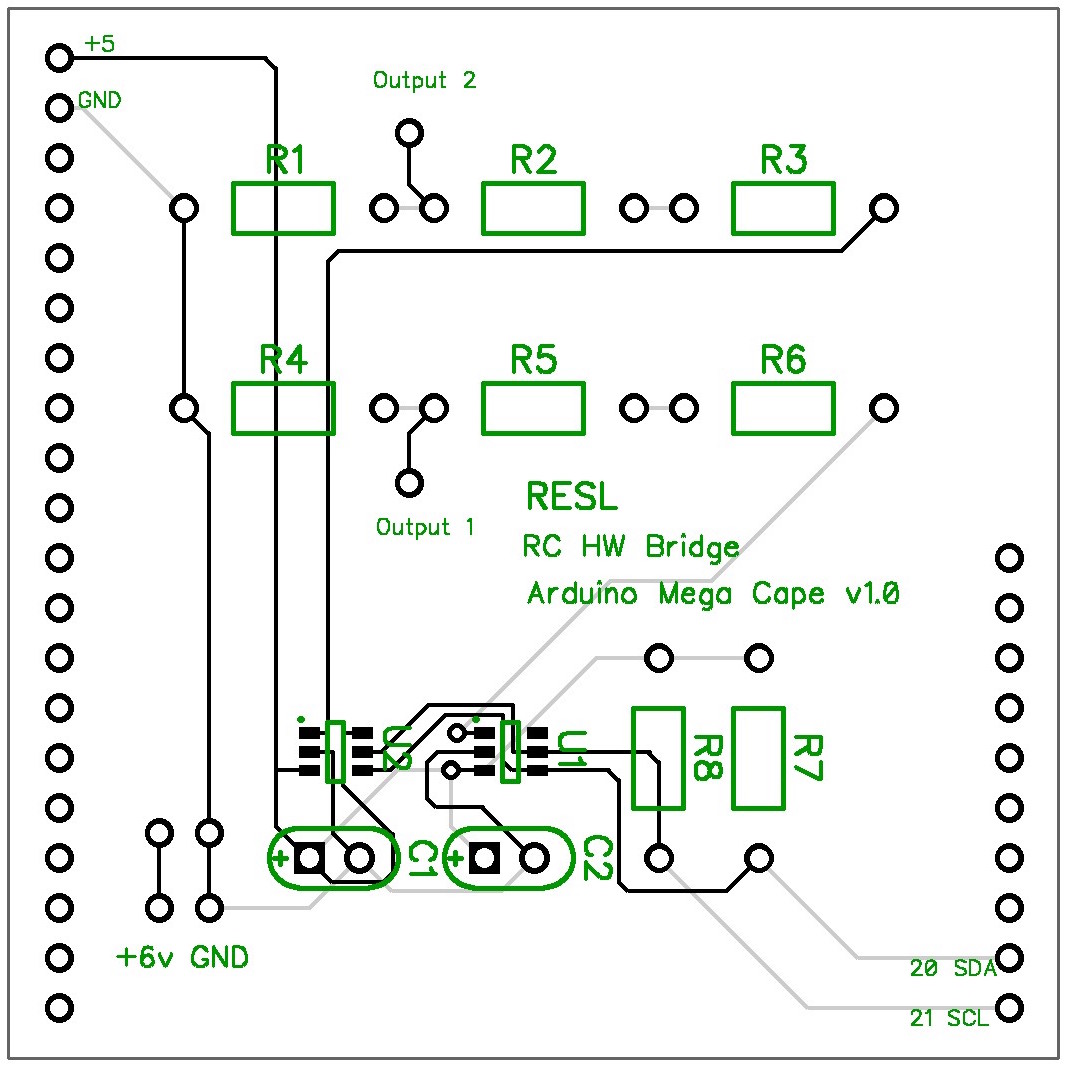 +5
Output 2
GND
R1 R2 R3
R4 R5 R6
RESL
Output 1
RC HW Bridge
Arduino Mega Cape v1.0
U2 U1 R8 R7
+ C1 + C2
+6v GND
20 SDA
21 SCL